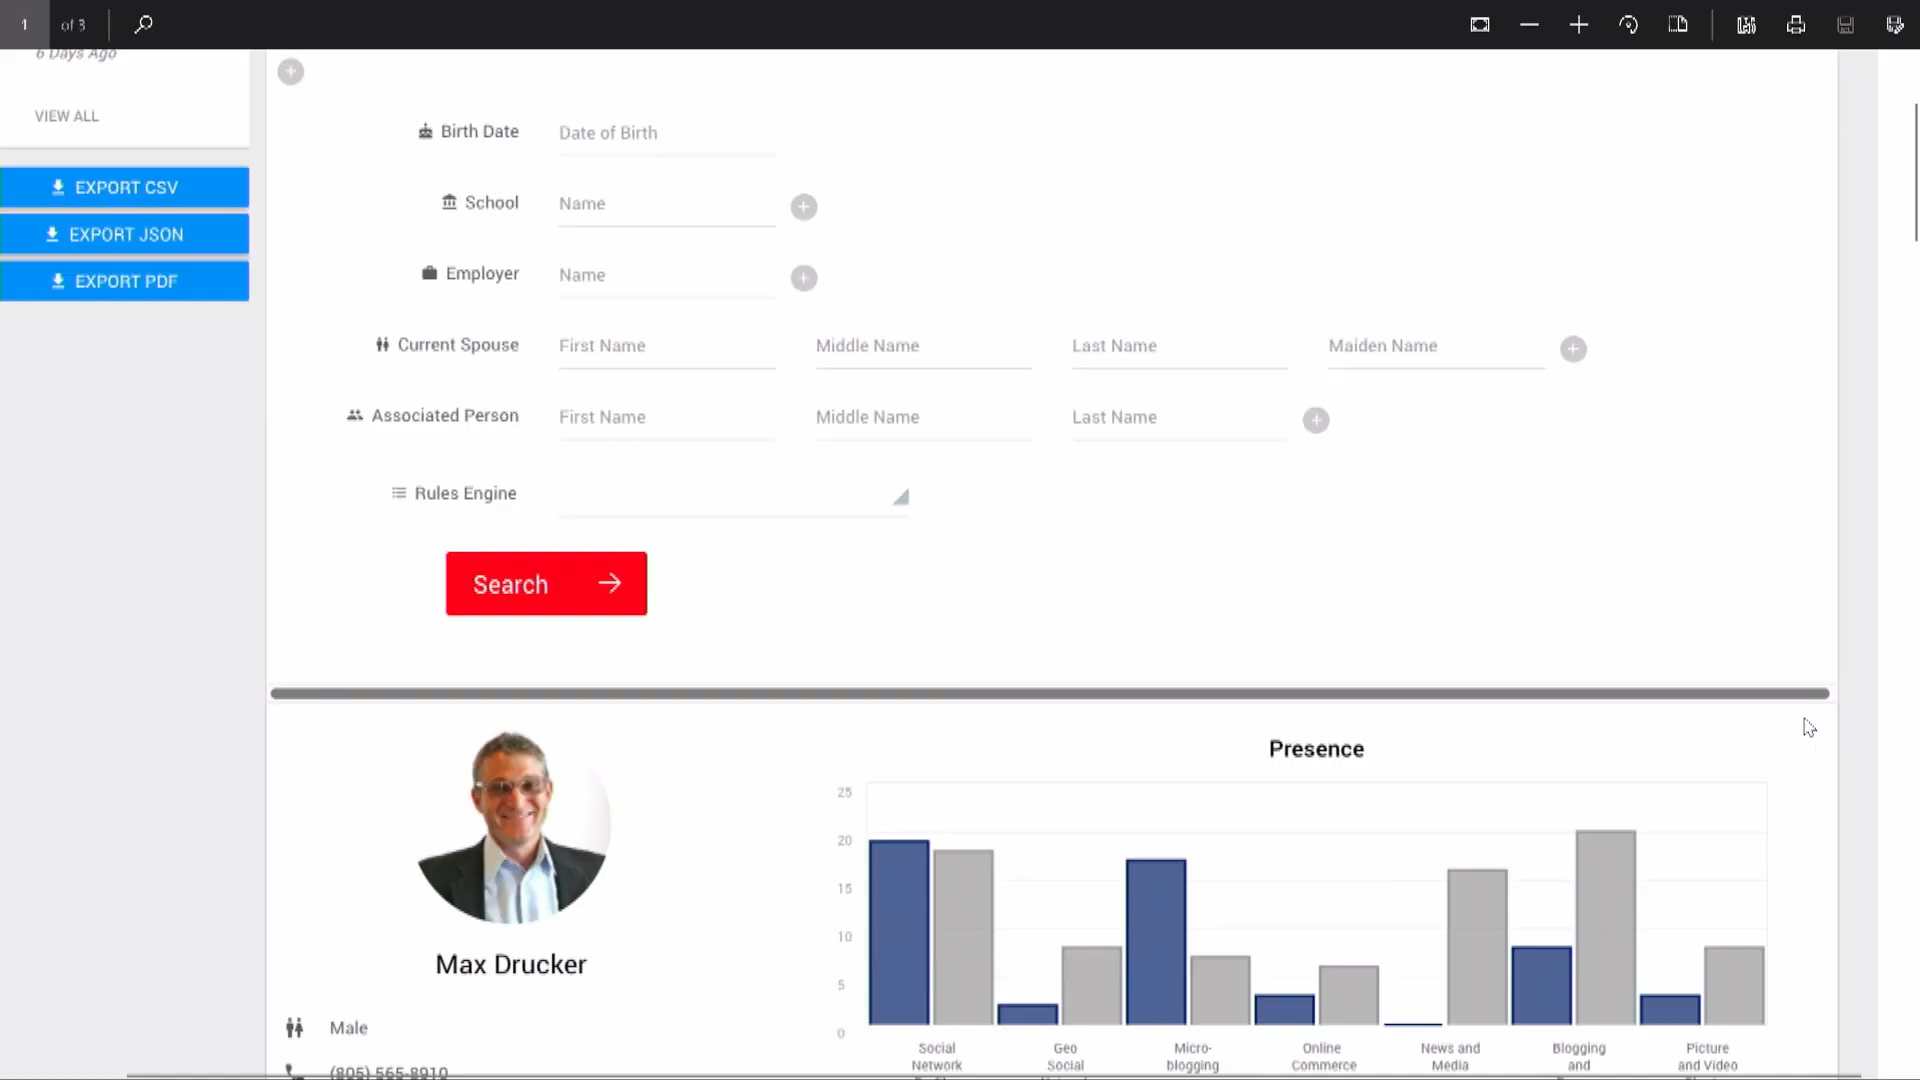 1 of 3
6 Days Ago
VIEW ALL
EXPORT CSV
EXPORT JSON
EXPORT PDF
Birth Date Date of Birth
School Name
Employer Name
Current Spouse First Name Middle Name Last Name Maiden Name
Associated Person First Name Middle Name Last Name
Rules Engine
Search
Presence
25
20
15
10
5
0
Max Drucker
Male
(805) 565-8910
Social Network
Geo Social
Micro-blogging
Online Commerce
News and Media
Blogging and
Picture and Video